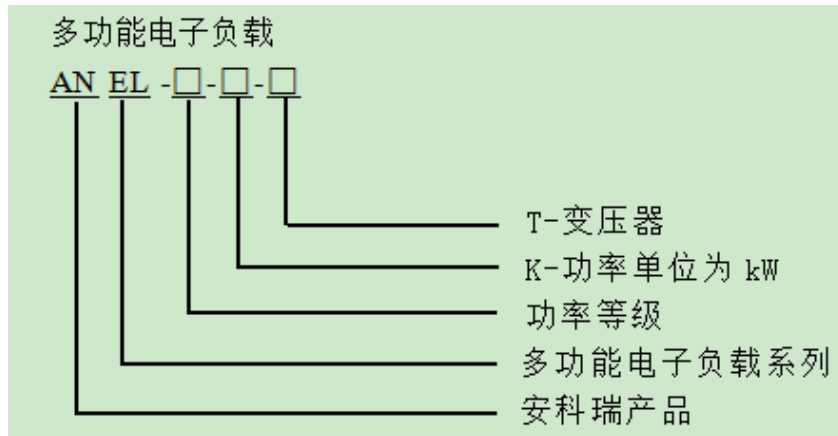 多功能电子负载
AN EL -□-□-□
T-变压器
K-功率单位为 kW
功率等级
多功能电子负载系列
安科瑞产品